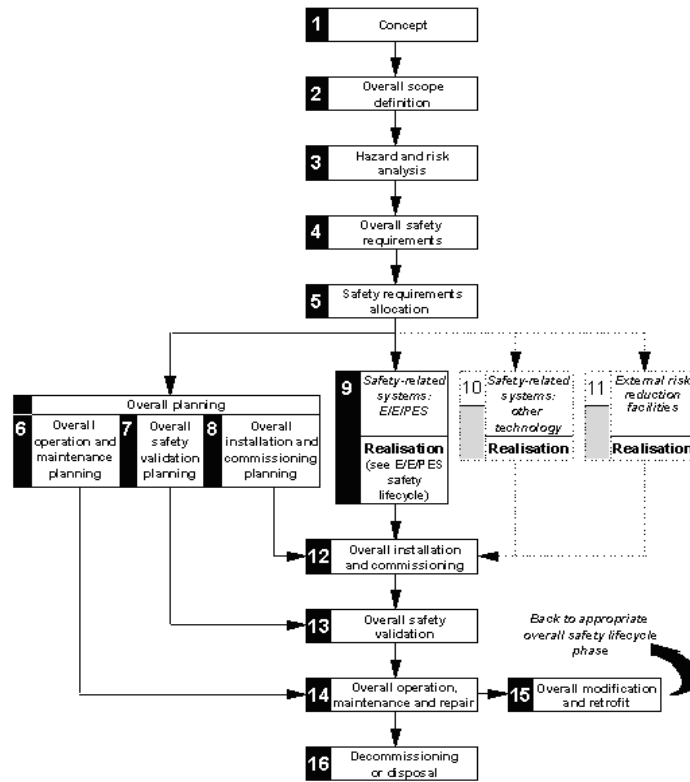 1
Concept
2
Overall scope
definition
3
Hazard and risk
analysis
4
Overall safety
requirements
5
Safety requirements
allocation
Overall planning
6
Overall
operation and
maintenance
planning
7
Overall
safety
validation
planning
8
Overall
installation and
commissioning
planning
9
Safety-related
systems:
E/E/PES
Realisation
(see E/E/PES
safety
lifecycle)
10
Safety-related
systems:
other
technology
Realisation
11
External risk
reduction
facilities
Realisation
12
Overall installation
and commissioning
13
Overall safety
validation
Back to appropriate
overall safety lifecycle
phase
14
Overall operation,
maintenance and repair
15
Overall modification
and retrofit
16
Decommissioning
or disposal